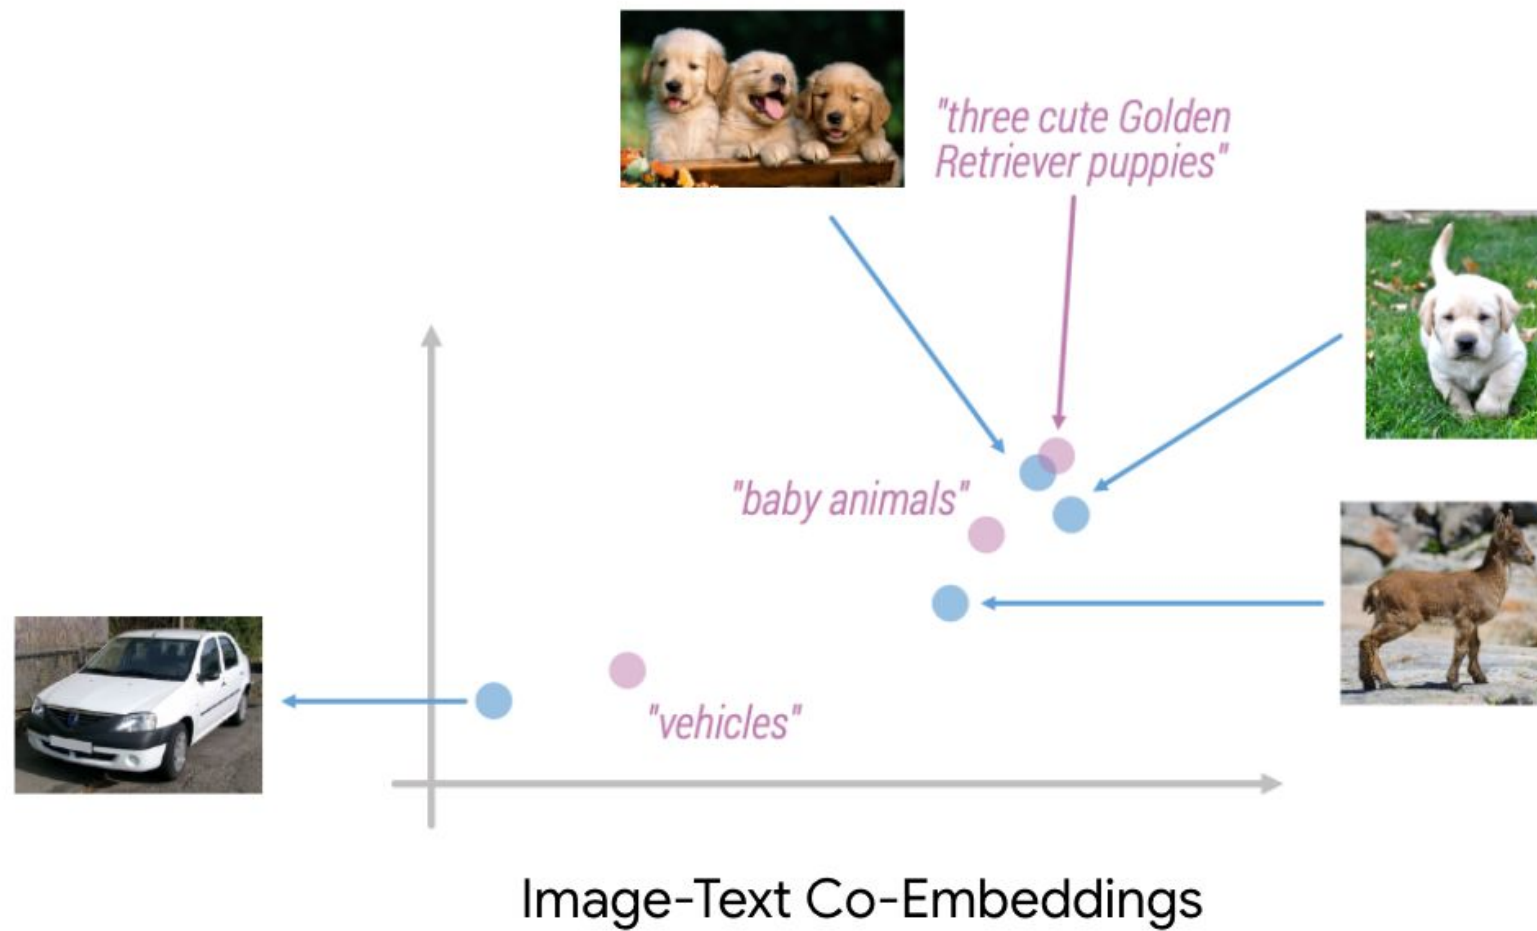 "three cute Golden
Retriever puppies"
"baby animals"
"vehicles"
Image-Text Co-Embeddings